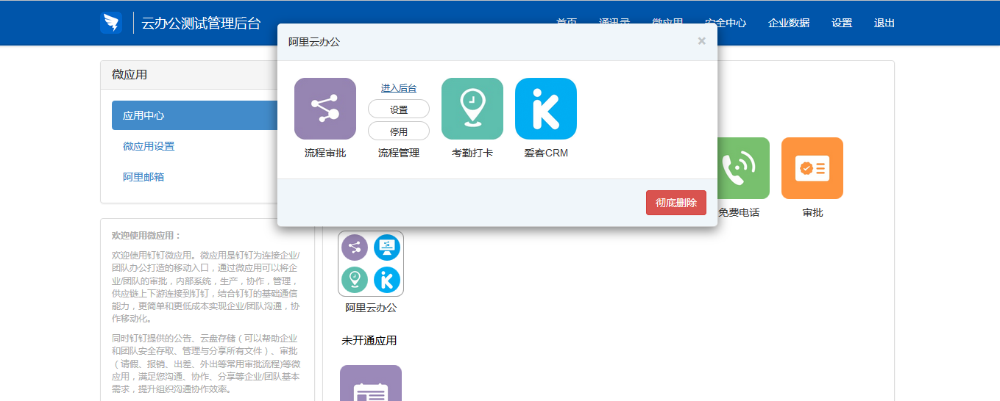 云办公测试管理后台
首页 通讯录 微应用 安全中心 企业数据 设置 退出
阿里云办公
×
进入后台
设置
停用
流程审批 流程管理 考勤打卡 爱客CRM
彻底删除
微应用
应用中心
微应用设置
阿里邮箱
免费电话 审批
欢迎使用微应用：
欢迎使用钉钉微应用。微应用是钉钉为连接企业/
团队办公打造的移动入口，通过微应用可以将企
业/团队的审批，内部系统，生产，协作，管理，
供应链上下游连接到钉钉，结合钉钉的基础通信
能力，更简单和更低成本实现企业/团队沟通，协
作移动化。
同时钉钉提供的公告、云盘存储（可以帮助企业
和团队安全存取、管理与分享所有文件）、审批
（请假、报销、出差、外出等常用审批流程)等微
应用，满足您沟通、协作、分享等企业/团队基本
需求，提升组织沟通协作效率。
阿里云办公
未开通应用